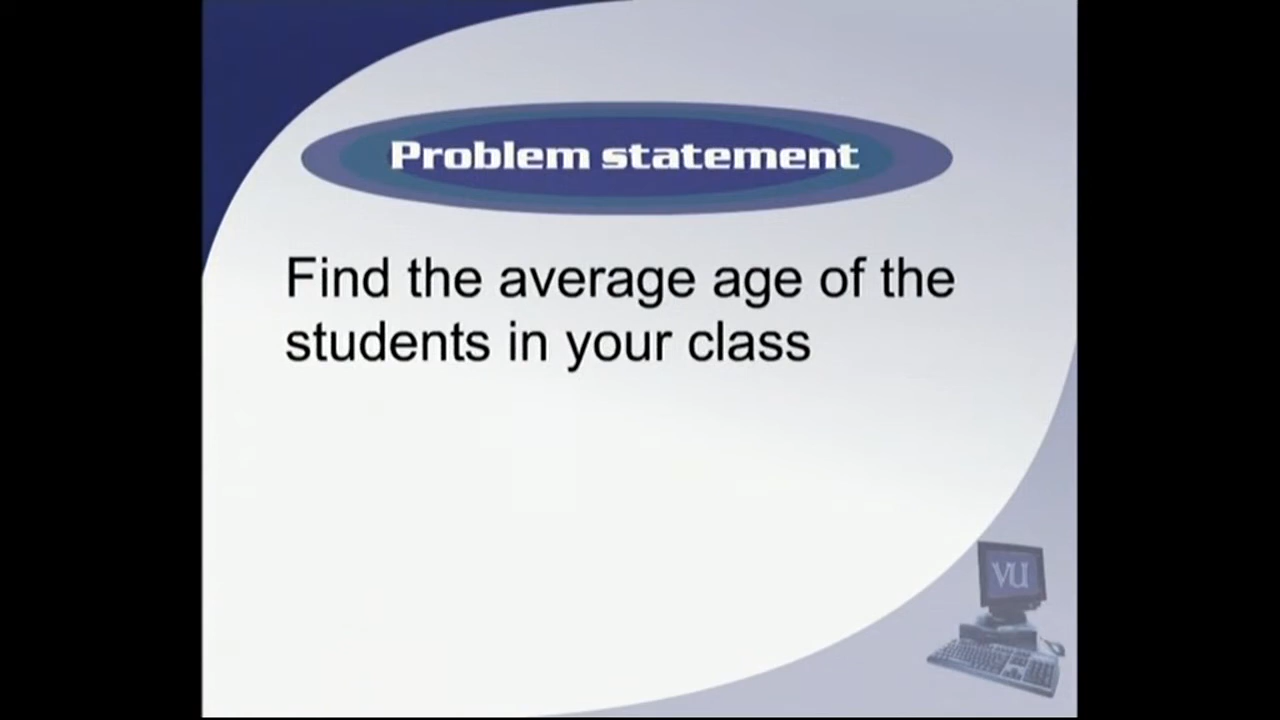 Problem statement
Find the average age of the
students in your class
VU